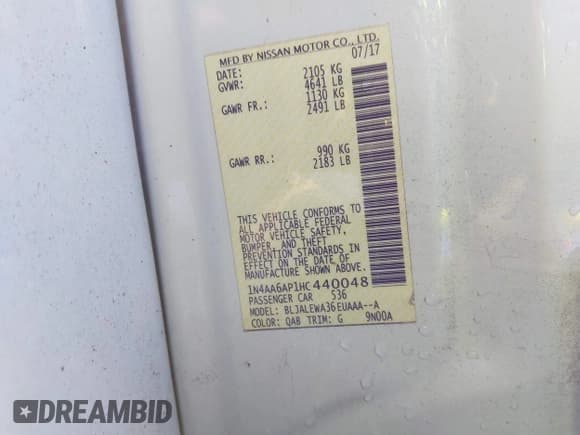 MFD BY NISSAN MOTOR CO., LTD.
DATE: 07/17
GVWR: 2105 KG
4641 LB
GAWR FR.: 1130 KG
2491 LB
GAWR RR.: 990 KG
2183 LB
THIS VEHICLE CONFORMS TO
ALL APPLICABLE FEDERAL
MOTOR VEHICLE SAFETY,
BUMPER, AND THEFT
PREVENTION STANDARDS IN
EFFECT ON THE DATE OF
MANUFACTURE SHOWN ABOVE.
1N4AA6AP1HC440048
PASSENGER CAR 536
MODEL: BLJALEWA36EUAAA--A
COLOR: QAB TRIM: G 9N00A
DREAMBID